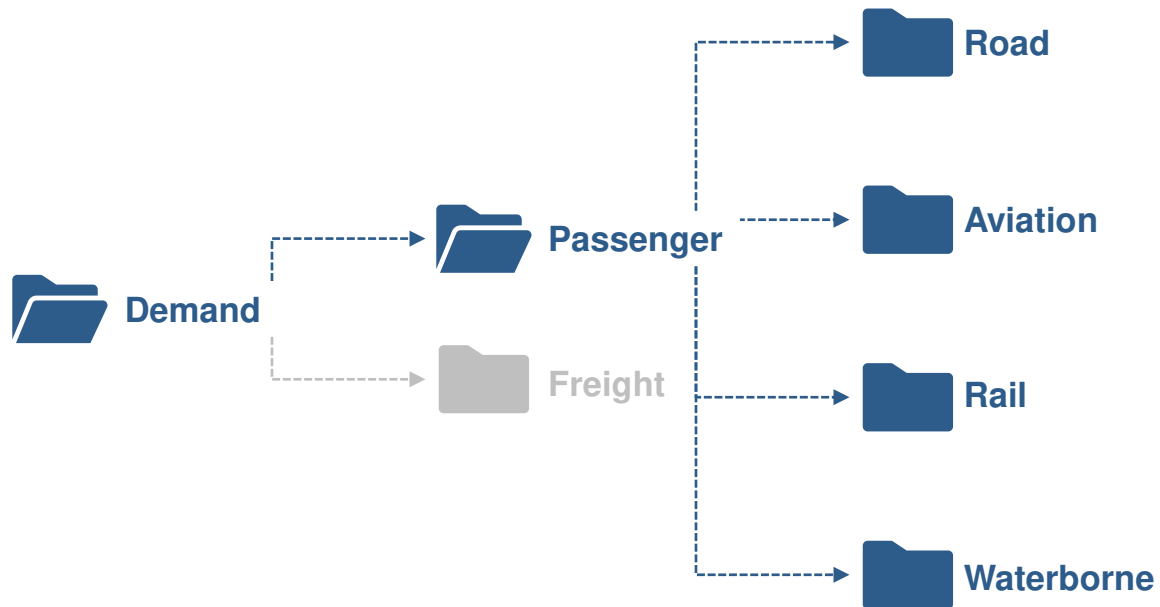 Road
Aviation
Passenger
Demand
Freight
Rail
Waterborne